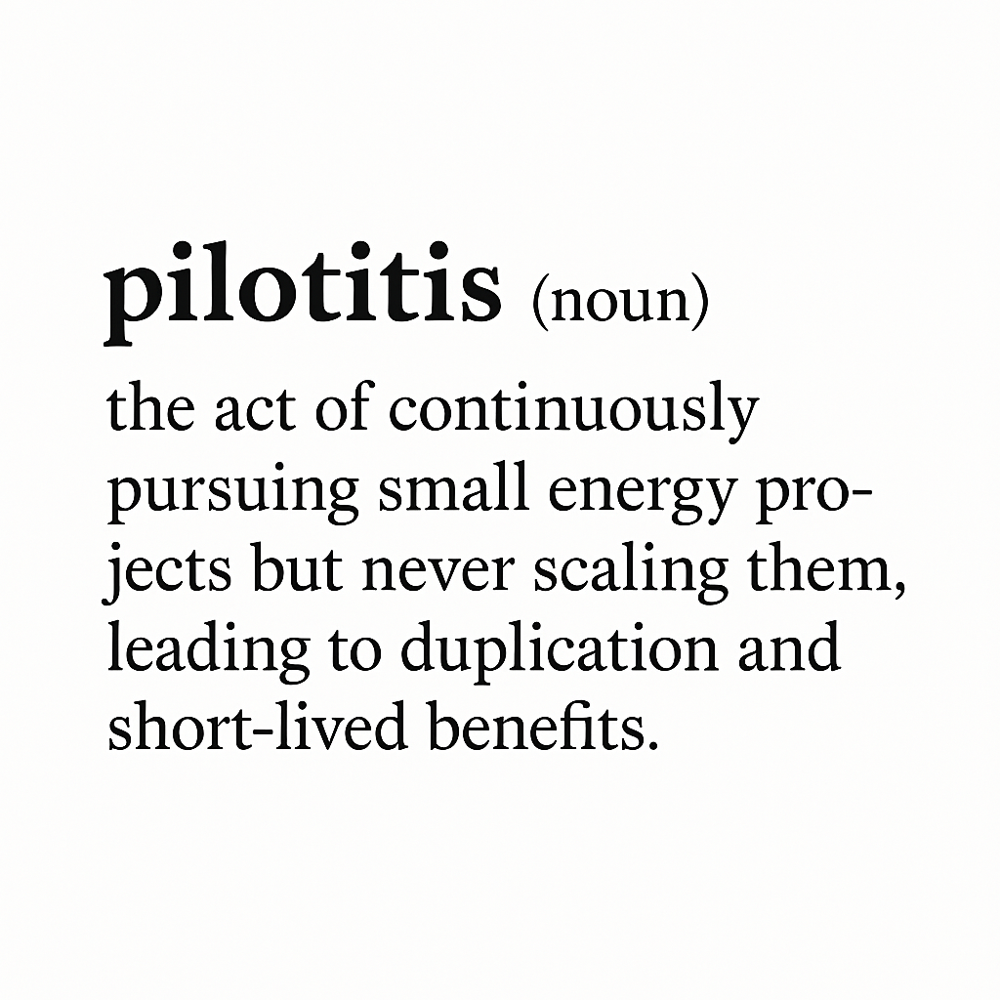 pilotitis (noun)
the act of continuously
pursuing small energy pro-
jects but never scaling them,
leading to duplication and
short-lived benefits.